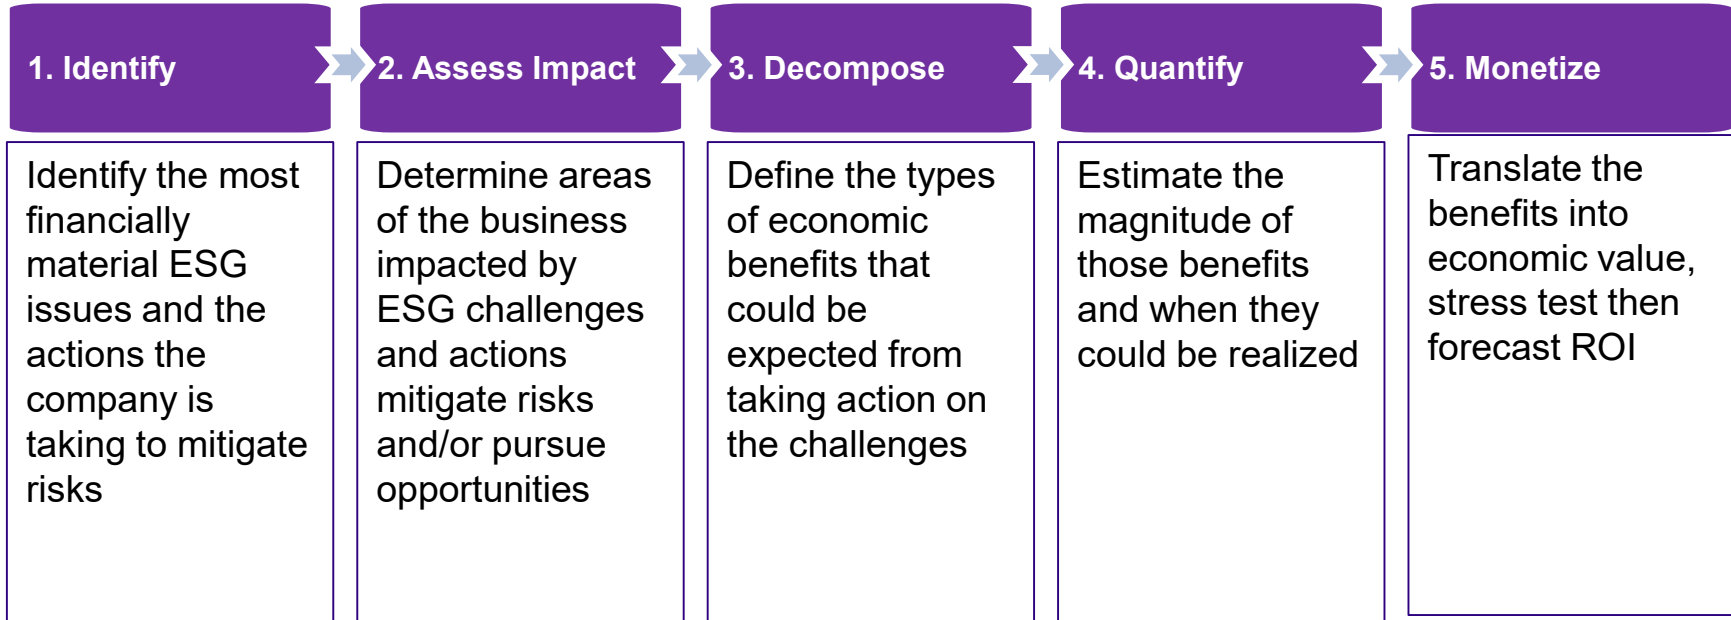 1. Identify
2. Assess Impact
3. Decompose
4. Quantify
5. Monetize
Identify the most
financially
material ESG
issues and the
actions the
company is
taking to mitigate
risks
Determine areas
of the business
impacted by
ESG challenges
and actions
mitigate risks
and/or pursue
opportunities
Define the types
of economic
benefits that
could be
expected from
taking action on
the challenges
Estimate the
magnitude of
those benefits
and when they
could be realized
Translate the
benefits into
economic value,
stress test then
forecast ROI